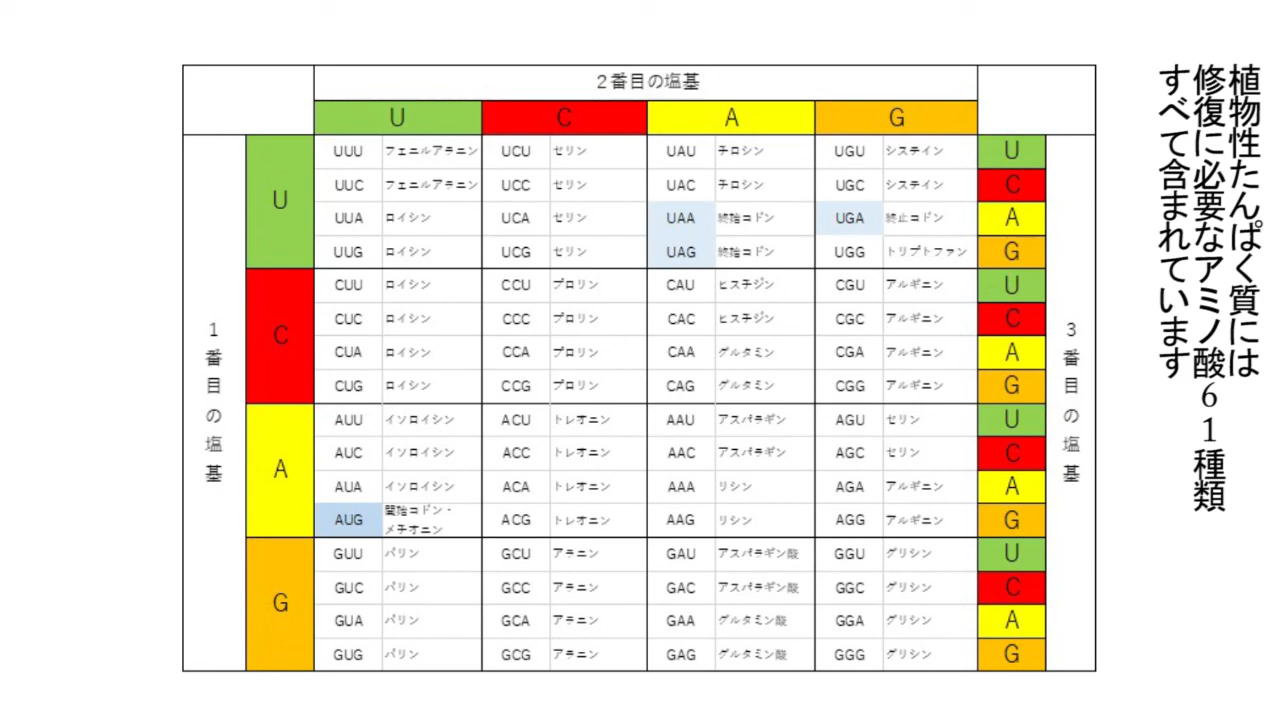 2番目の塩基
U C A G
1番目の塩基
3番目の塩基
U UUU フェニルアラニン UCU セリン UAU チロシン UGU システイン U
UUC フェニルアラニン UCC セリン UAC チロシン UGC システイン C
UUA ロイシン UCA セリン UAA 終始コドン UGA 終止コドン A
UUG ロイシン UCG セリン UAG 終始コドン UGG トリプトファン G
C CUU ロイシン CCU プロリン CAU ヒスチジン CGU アルギニン U
CUC ロイシン CCC プロリン CAC ヒスチジン CGC アルギニン C
CUA ロイシン CCA プロリン CAA グルタミン CGA アルギニン A
CUG ロイシン CCG プロリン CAG グルタミン CGG アルギニン G
A AUU イソロイシン ACU トレオニン AAU アスパラギン AGU セリン U
AUC イソロイシン ACC トレオニン AAC アスパラギン AGC セリン C
AUA イソロイシン ACA トレオニン AAA リシン AGA アルギニン A
AUG 開始コドン・メチオニン ACG トレオニン AAG リシン AGG アルギニン G
G GUU パリン GCU アラニン GAU アスパラギン酸 GGU グリシン U
GUC パリン GCC アラニン GAC アスパラギン酸 GGC グリシン C
GUA パリン GCA アラニン GAA グルタミン酸 GGA グリシン A
GUG パリン GCG アラニン GAG グルタミン酸 GGG グリシン G
植物性たんぱく質には
修復に必要なアミノ酸61種類
すべて含まれています